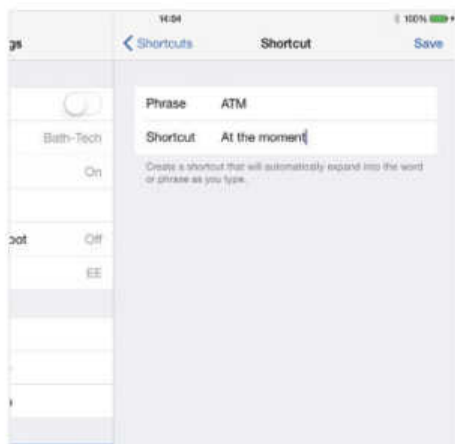 14:04
100%
gs
Shortcuts
Shortcut
Save
Phrase ATM
Bath-Tech
Shortcut At the moment
On
Create a shortcut that will automatically expand into the word
or phrase as you type.
oot Off
EE